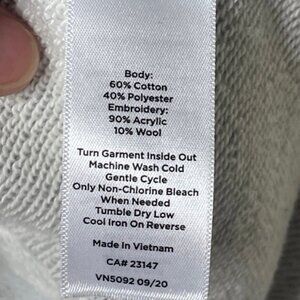 Body:
60% Cotton
40% Polyester
Embroidery:
90% Acrylic
10% Wool
Turn Garment Inside Out
Machine Wash Cold
Gentle Cycle
Only Non-Chlorine Bleach
When Needed
Tumble Dry Low
Cool Iron On Reverse
Made In Vietnam
CA# 23147
VN5092 09/20